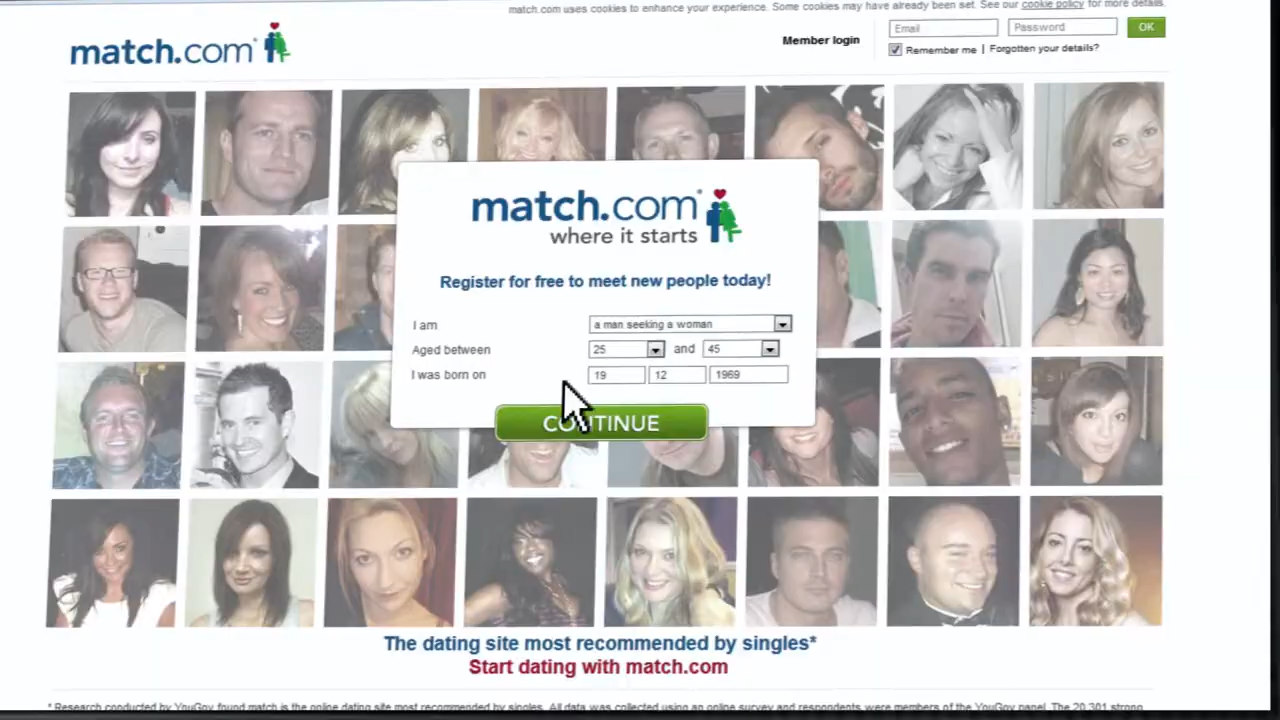 match.com uses cookies to enhance your experience. Some cookies may have already been set. See our cookie policy for more details.
match.com
Member login
Email
Password
OK
Remember me | Forgotten your details?
match.com
where it starts
Register for free to meet new people today!
I am
a man seeking a woman
Aged between
25
and
45
I was born on
19
12
1969
CONTINUE
The dating site most recommended by singles*
Start dating with match.com
* Research conducted by YouGov found match is the online dating site most recommended by singles. All data was collected using an online survey and respondents were members of the YouGov panel. The 20,301 strong